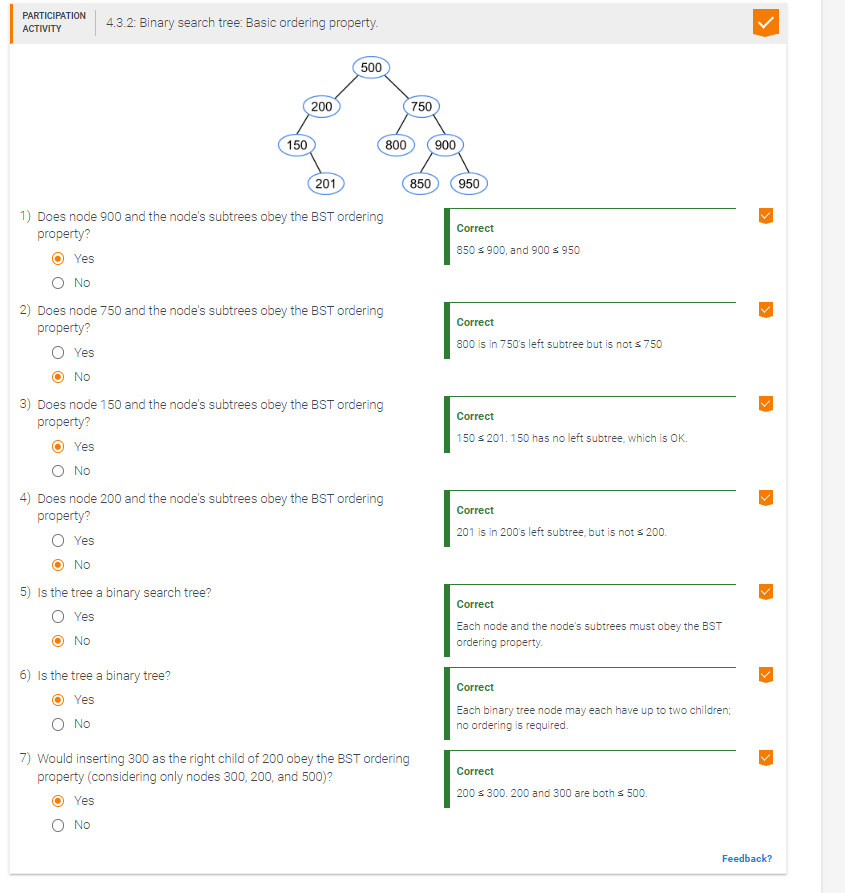 PARTICIPATION
ACTIVITY
4.3.2: Binary search tree: Basic ordering property.
500
200
750
150
800
900
201
850
950
1) Does node 900 and the node's subtrees obey the BST ordering
property?
Yes
No
Correct
850 ≤ 900, and 900 ≤ 950
2) Does node 750 and the node's subtrees obey the BST ordering
property?
Yes
No
Correct
800 is in 750's left subtree but is not ≤ 750
3) Does node 150 and the node's subtrees obey the BST ordering
property?
Yes
No
Correct
150 ≤ 201. 150 has no left subtree, which is OK.
4) Does node 200 and the node's subtrees obey the BST ordering
property?
Yes
No
Correct
201 is in 200's left subtree, but is not ≤ 200.
5) Is the tree a binary search tree?
Yes
No
Correct
Each node and the node's subtrees must obey the BST
ordering property.
6) Is the tree a binary tree?
Yes
No
Correct
Each binary tree node may each have up to two children;
no ordering is required.
7) Would inserting 300 as the right child of 200 obey the BST ordering
property (considering only nodes 300, 200, and 500)?
Yes
No
Correct
200 ≤ 300. 200 and 300 are both ≤ 500.
Feedback?